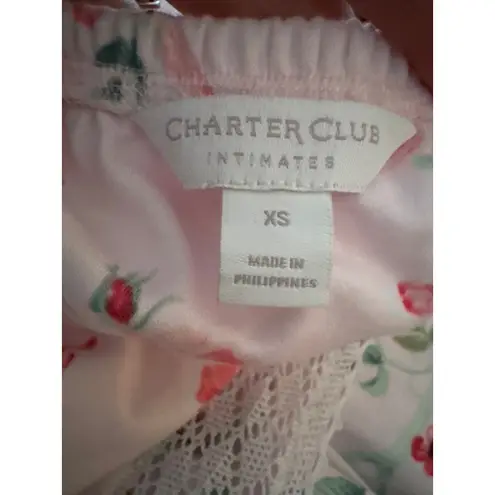 CHARTER CLUB
INTIMATES
XS
MADE IN
PHILIPPINES